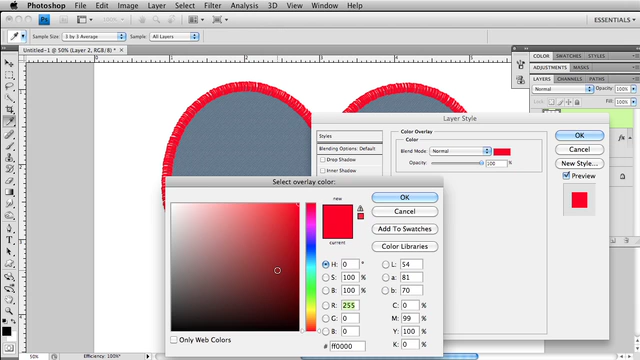 Photoshop File Edit Image Layer Select Filter Analysis 3D View Window Help
Ps 100% ESSENTIALS
Sample Size: 3 by 3 Average Sample: All Layers
Untitled-1 @ 50% (Layer 2, RGB/8) *
COLOR SWATCHES STYLES
ADJUSTMENTS MASKS
LAYERS CHANNELS PATHS
Normal Opacity: 100%
Lock: Fill: 100%
Layer Style
Styles
Blending Options: Default
Drop Shadow
Inner Shadow
Color Overlay
Color
Blend Mode: Normal
Opacity: 100 %
OK
Cancel
New Style...
Preview
Select overlay color:
new
current
OK
Cancel
Add To Swatches
Color Libraries
H: 0 °
S: 100 %
B: 100 %
R: 255
G: 0
B: 0
# ff0000
L: 54
a: 81
b: 70
C: 0 %
M: 99 %
Y: 100 %
K: 0 %
Only Web Colors
50% Efficiency: 100%*